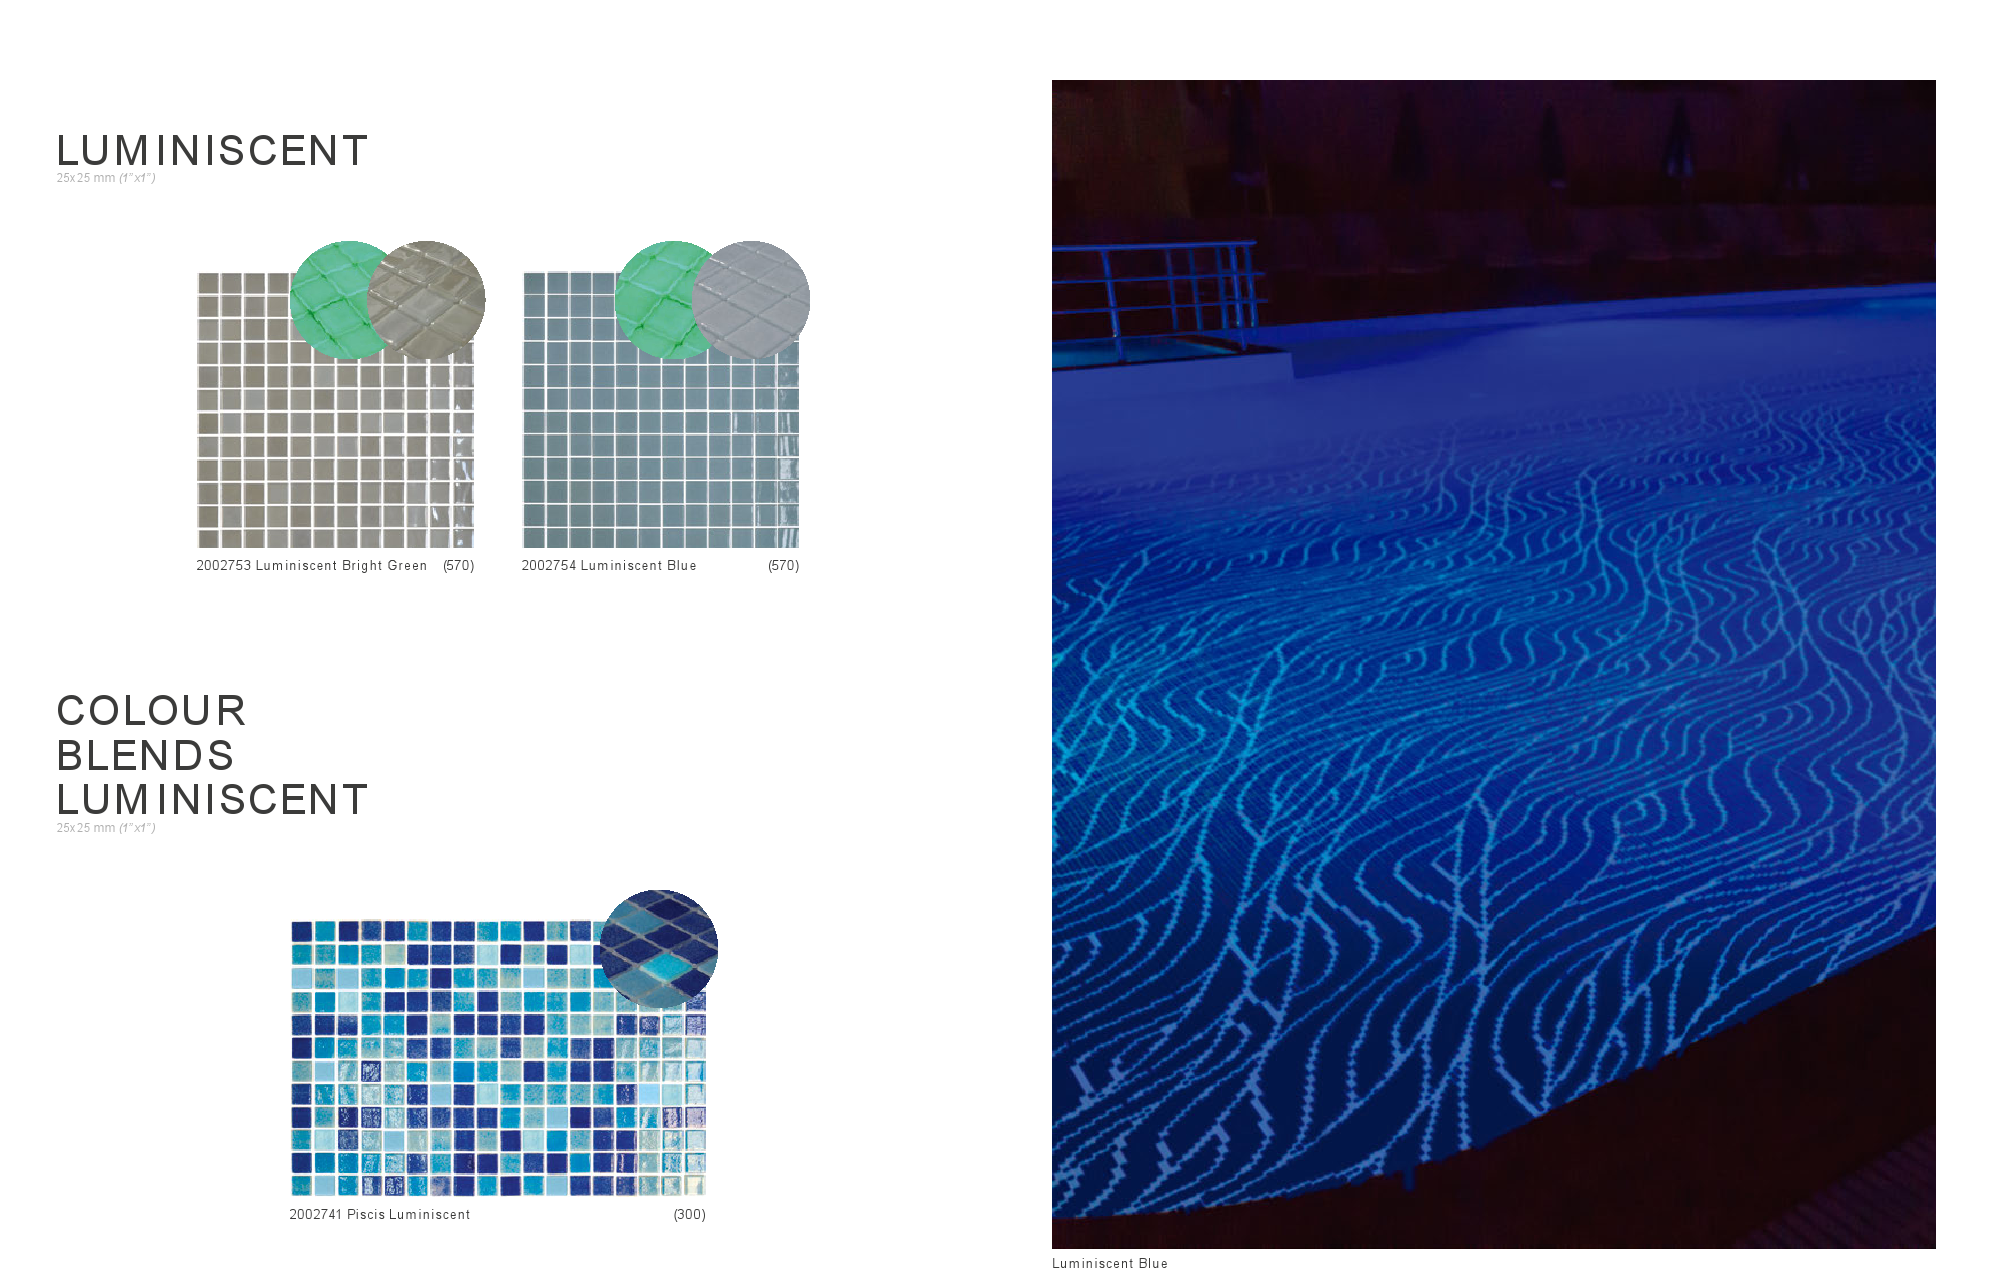 LUMINISCENT
25x25 mm (1"x1")
2002753 Luminiscent Bright Green (570)
2002754 Luminiscent Blue (570)
COLOUR
BLENDS
LUMINISCENT
25x25 mm (1"x1")
2002741 Piscis Luminiscent (300)
Luminiscent Blue